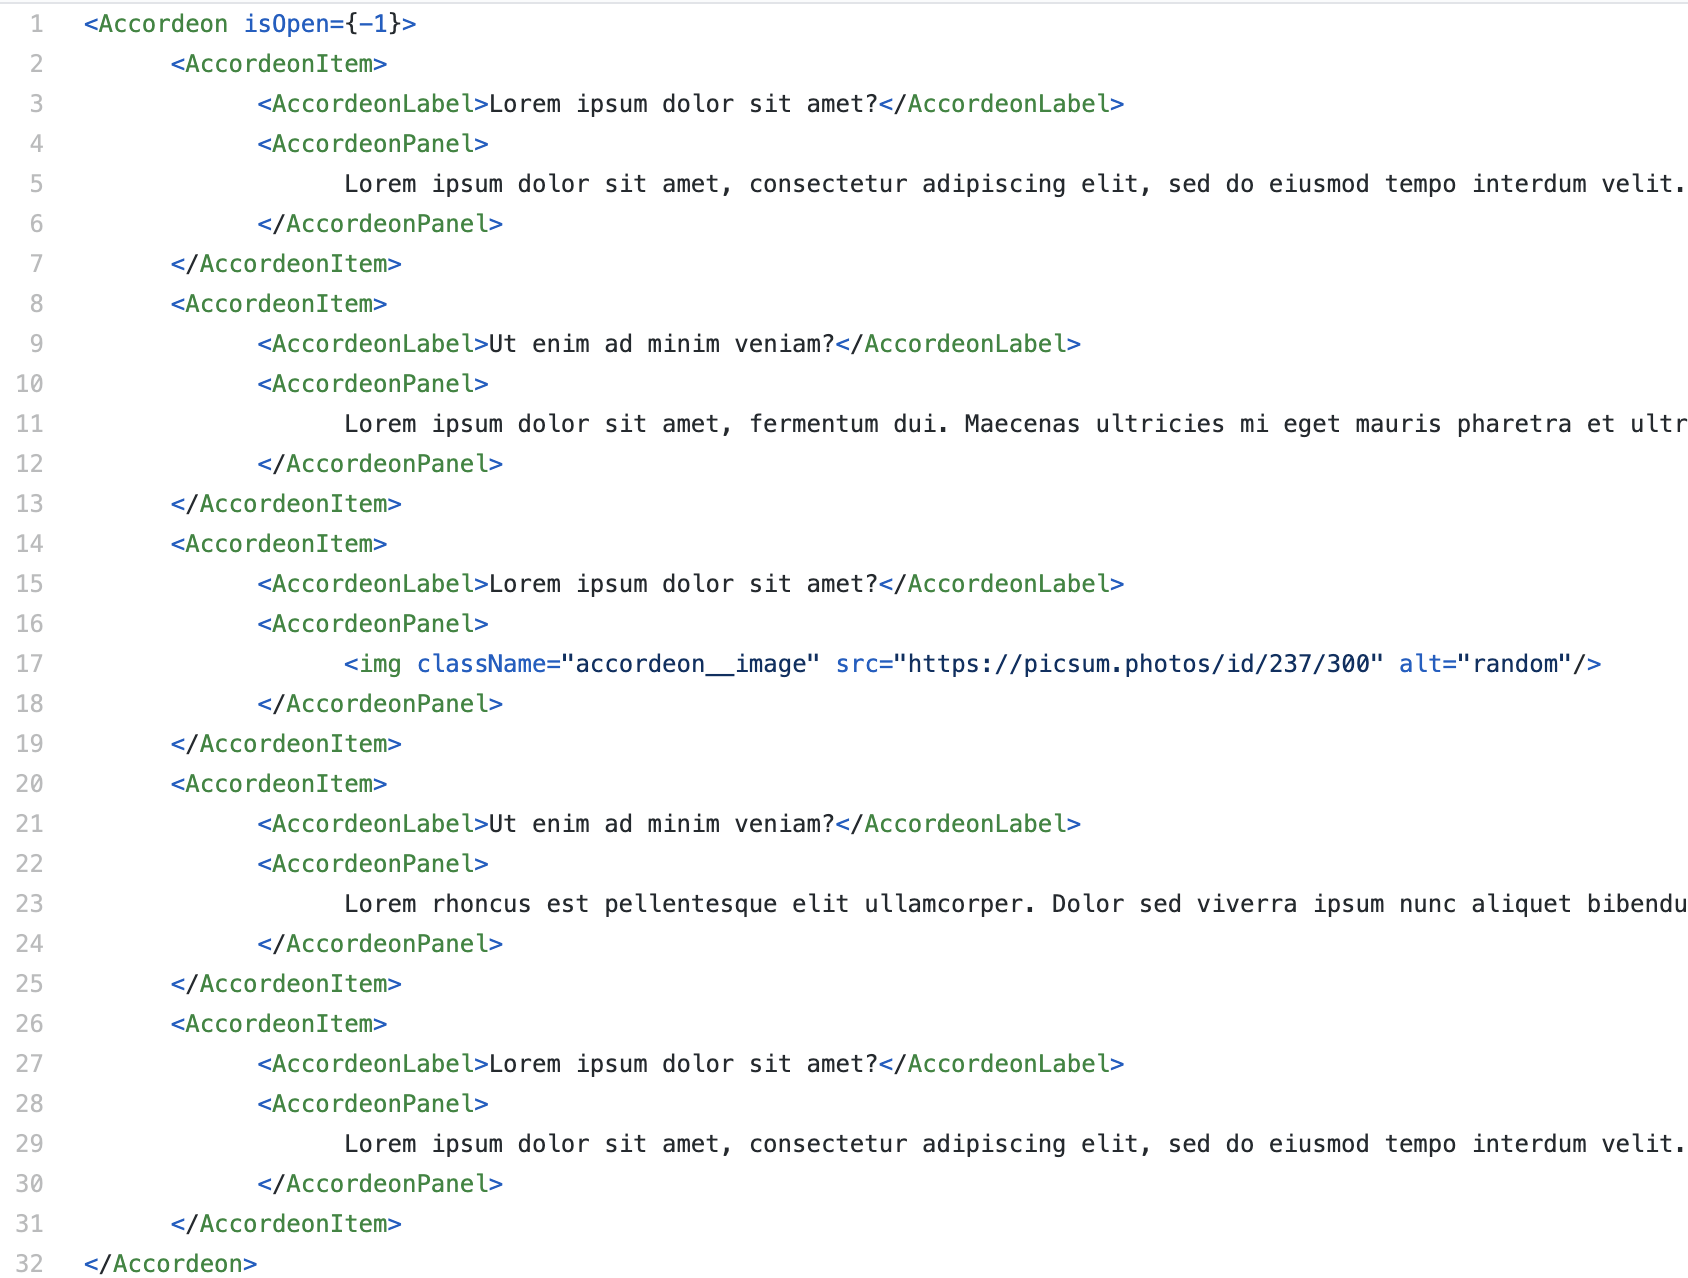 1 <Accordeon isOpen={-1}>
2 <AccordeonItem>
3 <AccordeonLabel>Lorem ipsum dolor sit amet?</AccordeonLabel>
4 <AccordeonPanel>
5 Lorem ipsum dolor sit amet, consectetur adipiscing elit, sed do eiusmod tempo interdum velit.
6 </AccordeonPanel>
7 </AccordeonItem>
8 <AccordeonItem>
9 <AccordeonLabel>Ut enim ad minim veniam?</AccordeonLabel>
10 <AccordeonPanel>
11 Lorem ipsum dolor sit amet, fermentum dui. Maecenas ultricies mi eget mauris pharetra et ultr
12 </AccordeonPanel>
13 </AccordeonItem>
14 <AccordeonItem>
15 <AccordeonLabel>Lorem ipsum dolor sit amet?</AccordeonLabel>
16 <AccordeonPanel>
17 <img className="accordeon__image" src="https://picsum.photos/id/237/300" alt="random"/>
18 </AccordeonPanel>
19 </AccordeonItem>
20 <AccordeonItem>
21 <AccordeonLabel>Ut enim ad minim veniam?</AccordeonLabel>
22 <AccordeonPanel>
23 Lorem rhoncus est pellentesque elit ullamcorper. Dolor sed viverra ipsum nunc aliquet bibendu
24 </AccordeonPanel>
25 </AccordeonItem>
26 <AccordeonItem>
27 <AccordeonLabel>Lorem ipsum dolor sit amet?</AccordeonLabel>
28 <AccordeonPanel>
29 Lorem ipsum dolor sit amet, consectetur adipiscing elit, sed do eiusmod tempo interdum velit.
30 </AccordeonPanel>
31 </AccordeonItem>
32 </Accordeon>